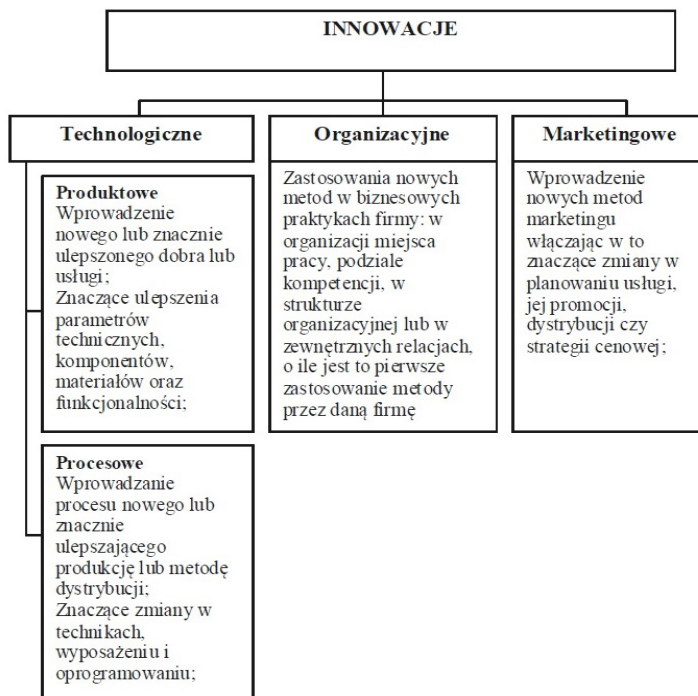 INNOWACJE
Technologiczne
Produktowe
Wprowadzenie
nowego lub znacznie
ulepszonego dobra lub
usługi;
Znaczące ulepszenia
parametrów
technicznych,
komponentów,
materiałów oraz
funkcjonalności;
Procesowe
Wprowadzanie
procesu nowego lub
znacznie
ulepszającego
produkcję lub metodę
dystrybucji;
Znaczące zmiany w
technikach,
wyposażeniu i
oprogramowaniu;
Organizacyjne
Zastosowania nowych
metod w biznesowych
praktykach firmy: w
organizacji miejsca
pracy, podziale
kompetencji, w
strukturze
organizacyjnej lub w
zewnętrznych relacjach,
o ile jest to pierwsze
zastosowanie metody
przez daną firmę
Marketingowe
Wprowadzenie
nowych metod
marketingu
włączając w to
znaczące zmiany w
planowaniu usługi,
jej promocji,
dystrybucji czy
strategii cenowej;